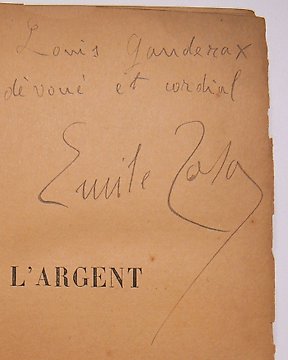 Louis Ganderax
dévoué et cordial
Emile Zola
L'ARGENT